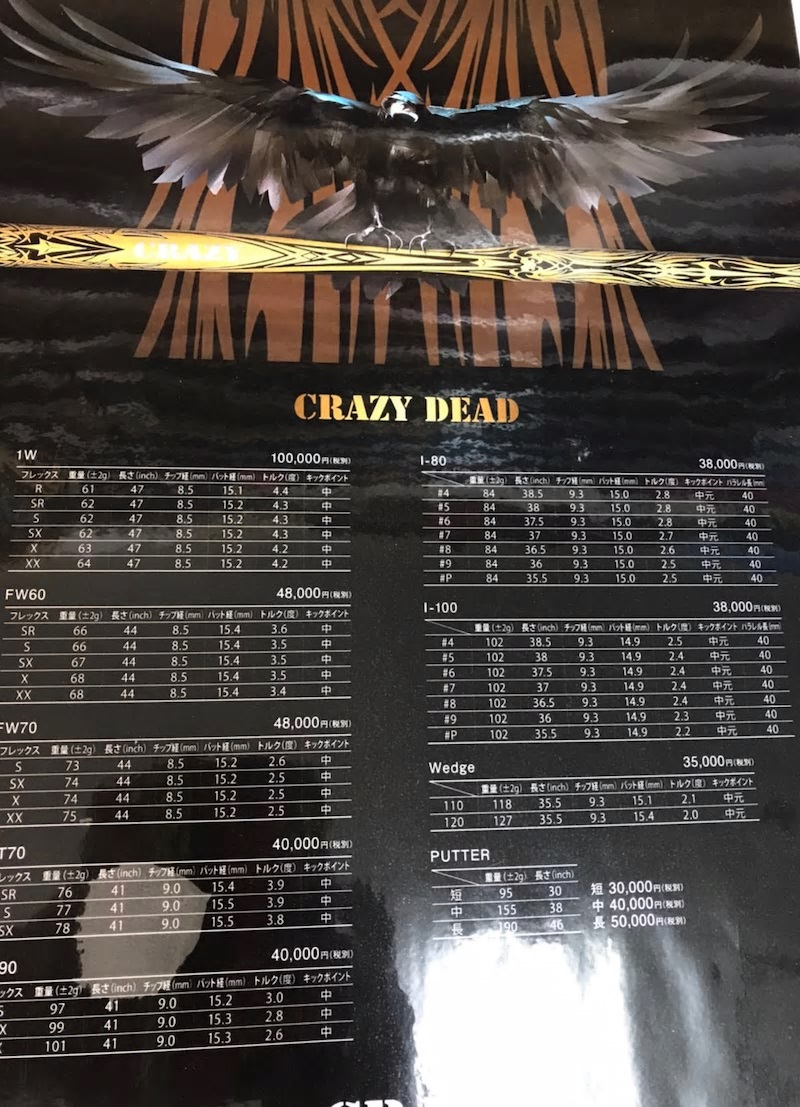 CRAZY
CRAZY DEAD
1W 100,000円(税別)
フレックス 重量(±2g) 長さ(inch) チップ経(mm) バット経(mm) トルク(度) キックポイント
R 61 47 8.5 15.1 4.4 中
SR 62 47 8.5 15.2 4.3 中
S 62 47 8.5 15.2 4.3 中
SX 62 47 8.5 15.2 4.3 中
X 63 47 8.5 15.2 4.2 中
XX 64 47 8.5 15.2 4.2 中
FW60 48,000円(税別)
フレックス 重量(±2g) 長さ(inch) チップ経(mm) バット経(mm) トルク(度) キックポイント
SR 66 44 8.5 15.4 3.6 中
S 66 44 8.5 15.4 3.5 中
SX 67 44 8.5 15.4 3.5 中
X 68 44 8.5 15.4 3.5 中
XX 68 44 8.5 15.4 3.4 中
FW70 48,000円(税別)
フレックス 重量(±2g) 長さ(inch) チップ経(mm) バット経(mm) トルク(度) キックポイント
S 73 44 8.5 15.2 2.6 中
SX 74 44 8.5 15.2 2.5 中
X 74 44 8.5 15.2 2.5 中
XX 75 44 8.5 15.2 2.5 中
T70 40,000円(税別)
レックス 重量(±2g) 長さ(inch) チップ経(mm) バット経(mm) トルク(度) キックポイント
SR 76 41 9.0 15.4 3.9 中
S 77 41 9.0 15.5 3.9 中
SX 78 41 9.0 15.5 3.8 中
90 40,000円(税別)
ックス 重量(±2g) 長さ(inch) チップ経(mm) バット経(mm) トルク(度) キックポイント
S 97 41 9.0 15.2 3.0 中
X 99 41 9.0 15.3 2.8 中
101 41 9.0 15.3 2.6 中
I-80 38,000円(税別)
重量(±2g) 長さ(inch) チップ経(mm) バット経(mm) トルク(度) キックポイント パラレル長(mm)
#4 84 38.5 9.3 15.0 2.8 中元 40
#5 84 38 9.3 15.0 2.8 中元 40
#6 84 37.5 9.3 15.0 2.8 中元 40
#7 84 37 9.3 15.0 2.7 中元 40
#8 84 36.5 9.3 15.0 2.6 中元 40
#9 84 36 9.3 15.0 2.5 中元 40
#P 84 35.5 9.3 15.0 2.5 中元 40
I-100 38,000円(税別)
重量(±2g) 長さ(inch) チップ経(mm) バット経(mm) トルク(度) キックポイント パラレル長(mm)
#4 102 38.5 9.3 14.9 2.5 中元 40
#5 102 38 9.3 14.9 2.4 中元 40
#6 102 37.5 9.3 14.9 2.4 中元 40
#7 102 37 9.3 14.9 2.4 中元 40
#8 102 36.5 9.3 14.9 2.4 中元 40
#9 102 36 9.3 14.9 2.3 中元 40
#P 102 35.5 9.3 14.9 2.2 中元 40
Wedge 35,000円(税別)
重量(±2g) 長さ(inch) チップ経(mm) バット経(mm) トルク(度) キックポイント
110 118 35.5 9.3 15.1 2.1 中元
120 127 35.5 9.3 15.4 2.0 中元
PUTTER
重量(±2g) 長さ(inch)
短 95 30 短 30,000円(税別)
中 155 38 中 40,000円(税別)
長 190 46 長 50,000円(税別)